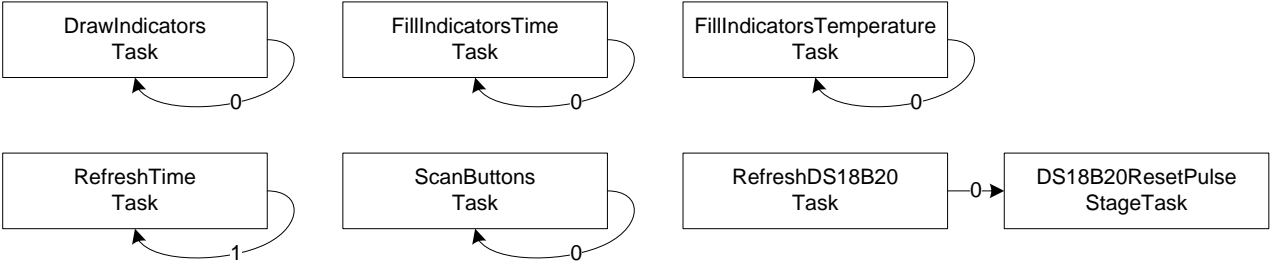 DrawIndicators
Task
0
FillIndicatorsTime
Task
0
FillIndicatorsTemperature
Task
0
RefreshTime
Task
1
ScanButtons
Task
0
RefreshDS18B20
Task
0
DS18B20ResetPulse
StageTask